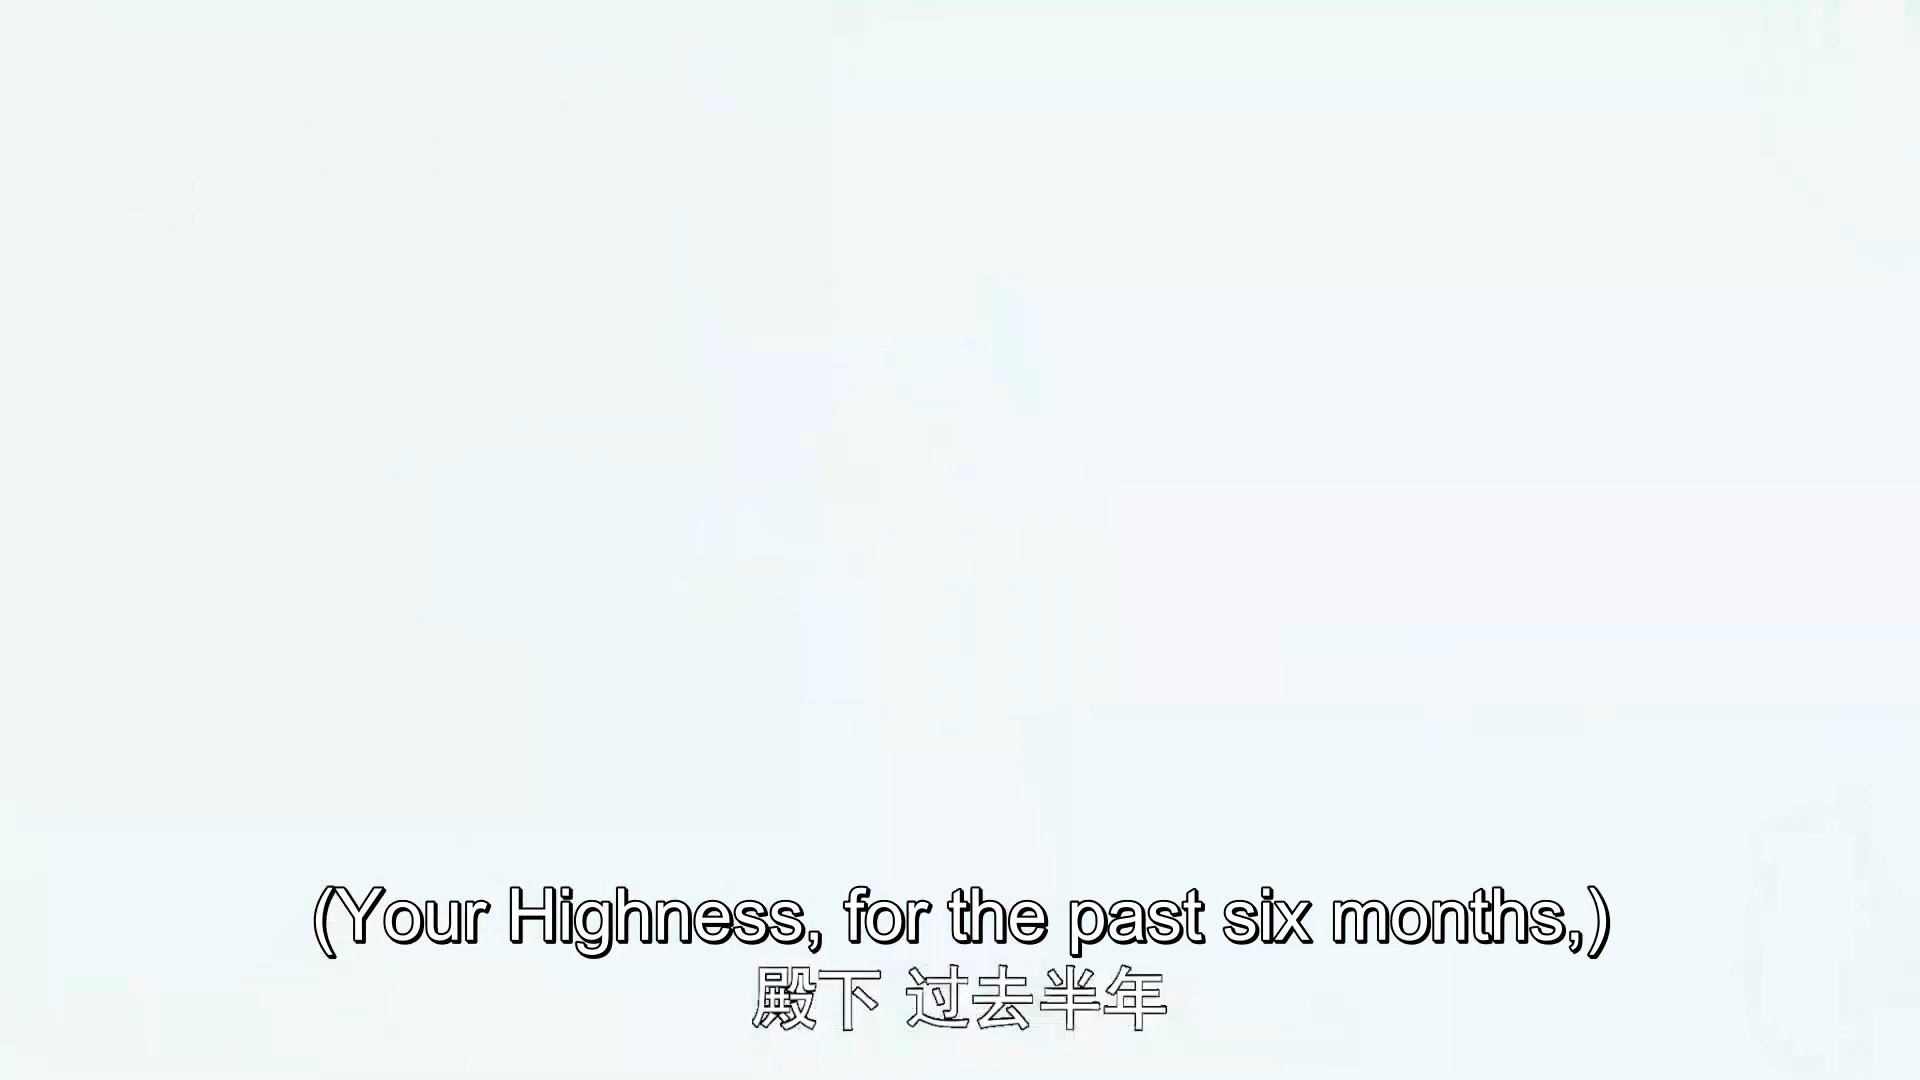 (Your Highness, for the past six months,)
殿下 过去半年